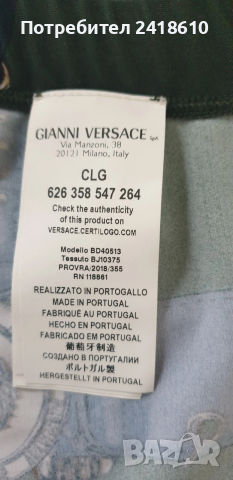 Потребител 2418610
GIANNI VERSACE SpA
Via Manzoni, 38
20121 Milano, Italy
CLG
626 358 547 264
Check the authenticity
of this product on
VERSACE.CERTILOGO.COM
Modello BD40513
Tessuto BJ10375
PROVRA/2018/355
RN 118861
REALIZZATO IN PORTOGALLO
MADE IN PORTUGAL
FABRIQUÉ AU PORTUGAL
HECHO EN PORTUGAL
FABRICADO EM PORTUGAL
葡萄牙制造
СОЗДАНО В ПОРТУГАЛИИ
ポルトガル製
HERGESTELLT IN PORTUGAL
BAZAR.bg